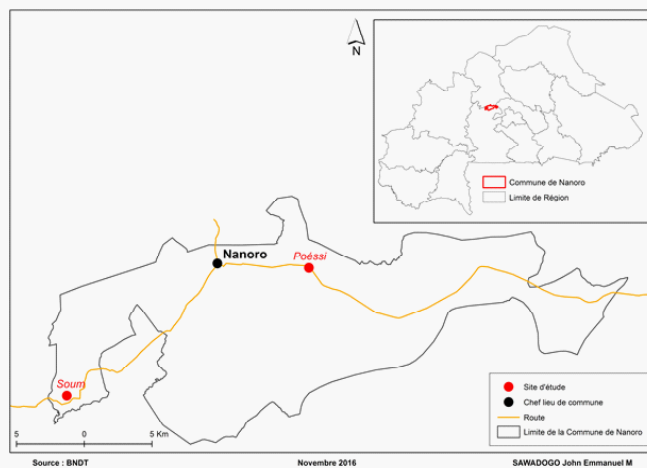 N
Commune de Nanoro
Limite de Région
Nanoro
Poéssi
Soum
Site d'étude
Chef lieu de commune
Route
Limite de la Commune de Nanoro
5 0 5 Km
Source : BNDT Novembre 2016 SAWADOGO John Emmanuel M